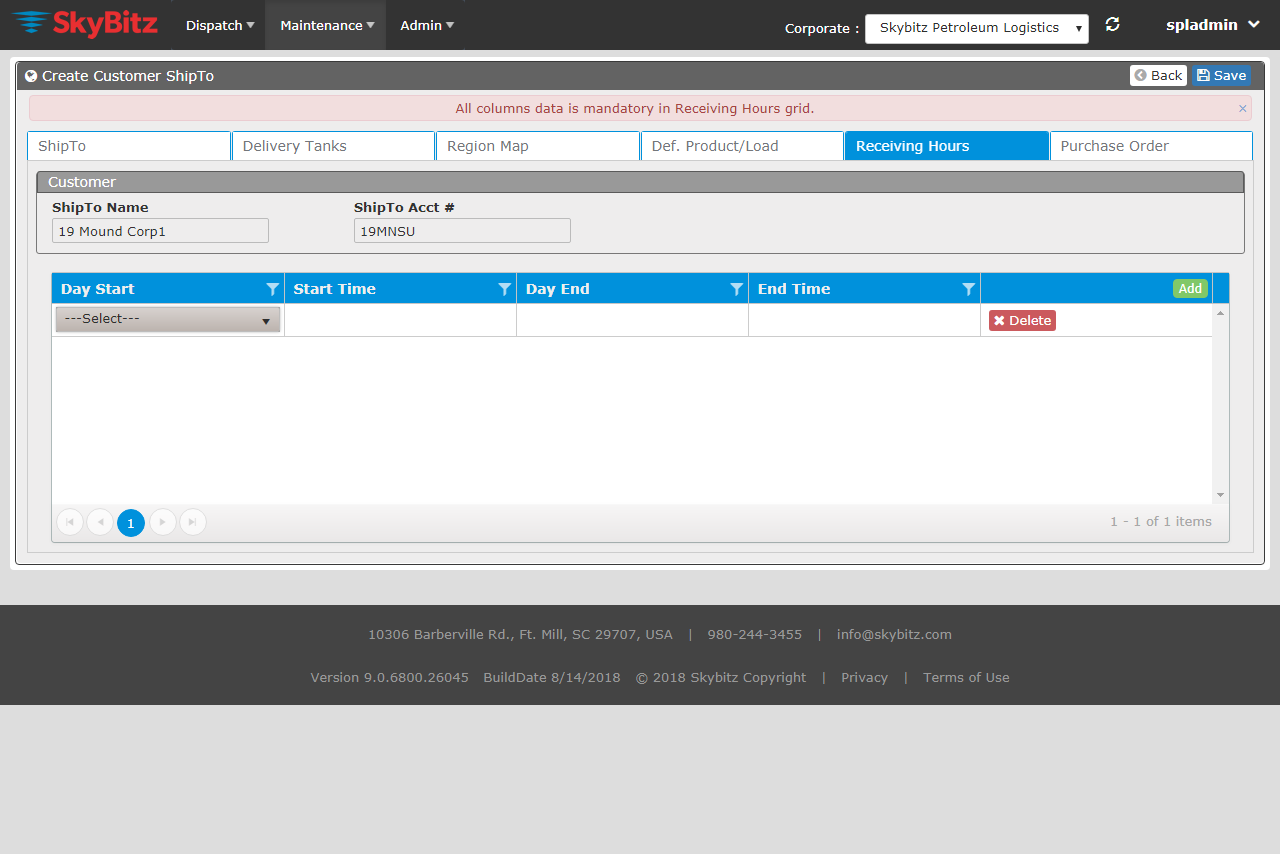 SkyBitz Dispatch Maintenance Admin Corporate : Skybitz Petroleum Logistics spladmin
Create Customer ShipTo Back Save
All columns data is mandatory in Receiving Hours grid. ×
ShipTo Delivery Tanks Region Map Def. Product/Load Receiving Hours Purchase Order
Customer
ShipTo Name ShipTo Acct #
19 Mound Corp1 19MNSU
Day Start Start Time Day End End Time Add
---Select--- Delete
1 1 - 1 of 1 items
10306 Barberville Rd., Ft. Mill, SC 29707, USA | 980-244-3455 | info@skybitz.com
Version 9.0.6800.26045 BuildDate 8/14/2018 © 2018 Skybitz Copyright | Privacy | Terms of Use